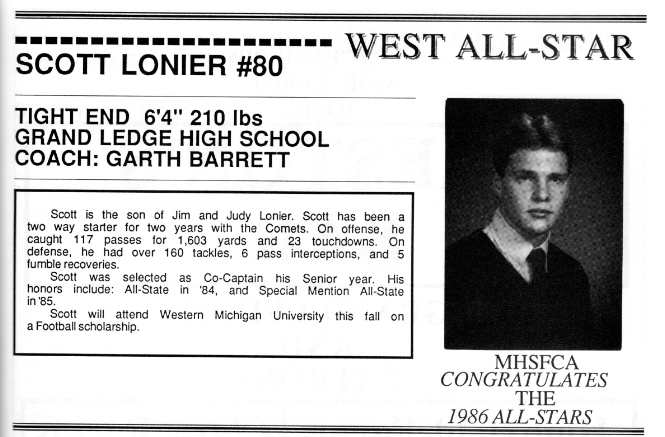 WEST ALL-STAR
SCOTT LONIER #80
TIGHT END 6'4" 210 lbs
GRAND LEDGE HIGH SCHOOL
COACH: GARTH BARRETT
Scott is the son of Jim and Judy Lonier. Scott has been a
two way starter for two years with the Comets. On offense, he
caught 117 passes for 1,603 yards and 23 touchdowns. On
defense, he had over 160 tackles, 6 pass interceptions, and 5
fumble recoveries.
Scott was selected as Co-Captain his Senior year. His
honors include: All-State in '84, and Special Mention All-State
in '85.
Scott will attend Western Michigan University this fall on
a Football scholarship.
MHSFCA
CONGRATULATES
THE
1986 ALL-STARS